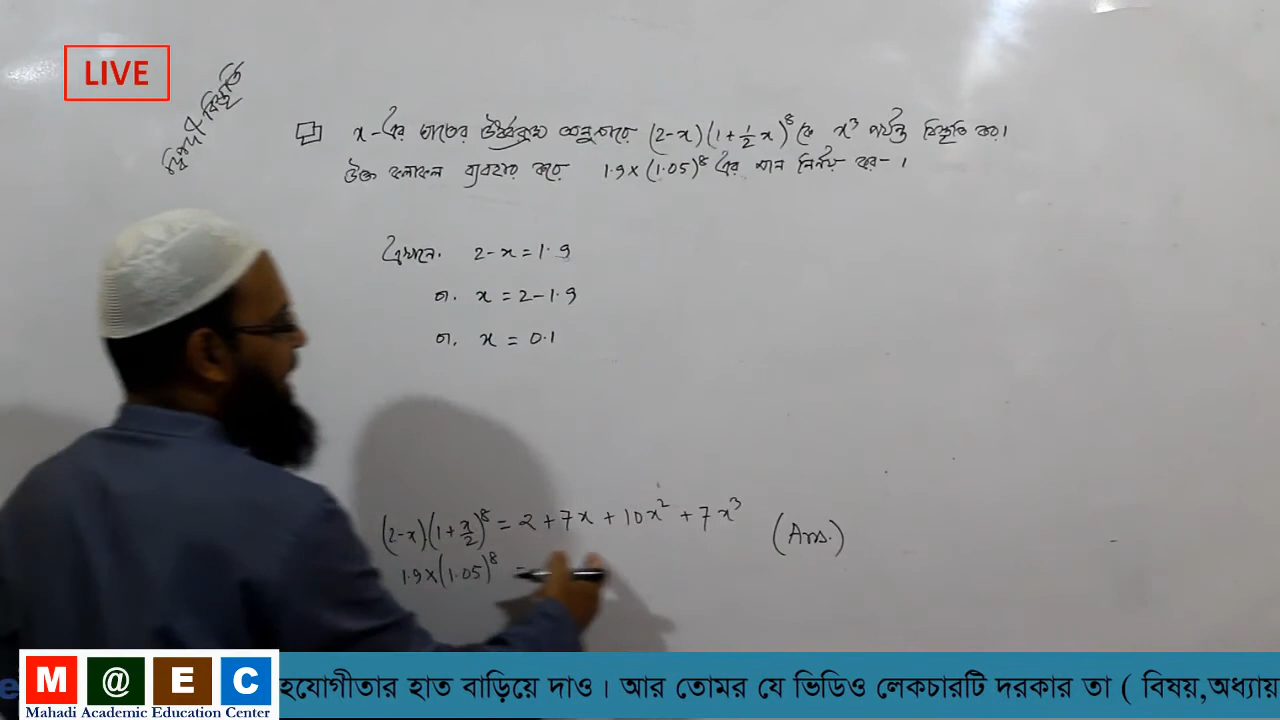 LIVE
দ্বিপদী বিস্তৃতি
x-এর ঘাতের ঊর্ধ্বক্রম অনুসারে (2-x)(1+½x)⁸ কে x³ পর্যন্ত বিস্তৃত কর।
উক্ত ফলাফল ব্যবহার করে 1.9×(1.05)⁸ এর মান নির্ণয় কর।
এখানে, 2-x=1.9
বা, x=2-1.9
বা, x=0.1
(2-x)(1+x/2)⁸=2+7x+10x²+7x³ (Ans.)
1.9×(1.05)⁸ =
M @ E C
Mahadi Academic Education Center
হযোগীতার হাত বাড়িয়ে দাও। আর তোমর যে ভিডিও লেকচারটি দরকার তা ( বিষয়,অধ্যায়